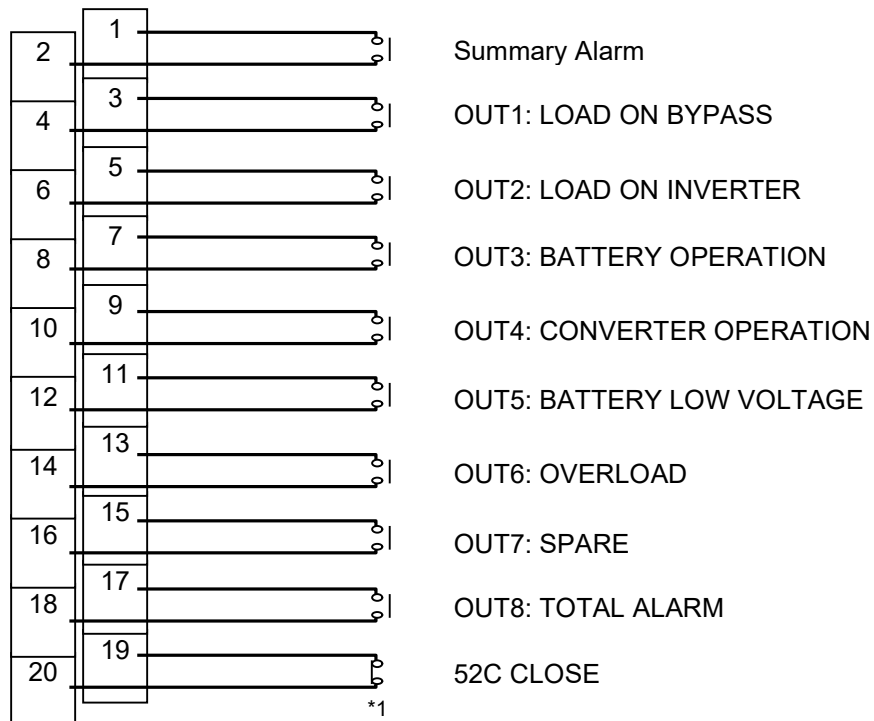 1
2 Summary Alarm
3
4 OUT1: LOAD ON BYPASS
5
6 OUT2: LOAD ON INVERTER
7
8 OUT3: BATTERY OPERATION
9
10 OUT4: CONVERTER OPERATION
11
12 OUT5: BATTERY LOW VOLTAGE
13
14 OUT6: OVERLOAD
15
16 OUT7: SPARE
17
18 OUT8: TOTAL ALARM
19
20 52C CLOSE
*1